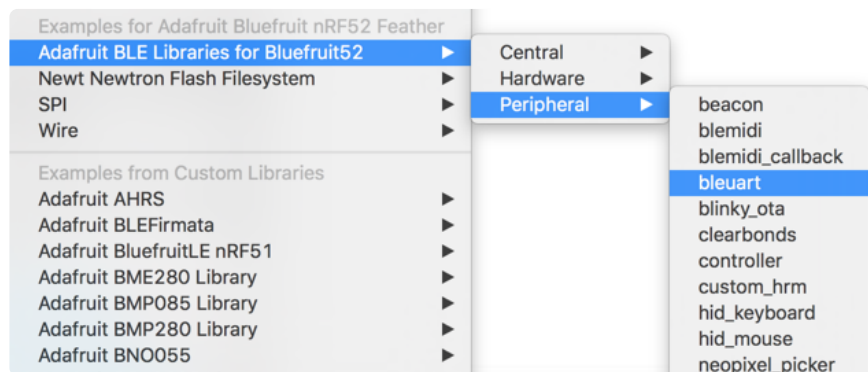 Examples for Adafruit Bluefruit nRF52 Feather
Adafruit BLE Libraries for Bluefruit52
Newt Newtron Flash Filesystem
SPI
Wire
Examples from Custom Libraries
Adafruit AHRS
Adafruit BLEFirmata
Adafruit BluefruitLE nRF51
Adafruit BME280 Library
Adafruit BMP085 Library
Adafruit BMP280 Library
Adafruit BNO055
Central
Hardware
Peripheral
beacon
blemidi
blemidi_callback
bleuart
blinky_ota
clearbonds
controller
custom_hrm
hid_keyboard
hid_mouse
neopixel_picker